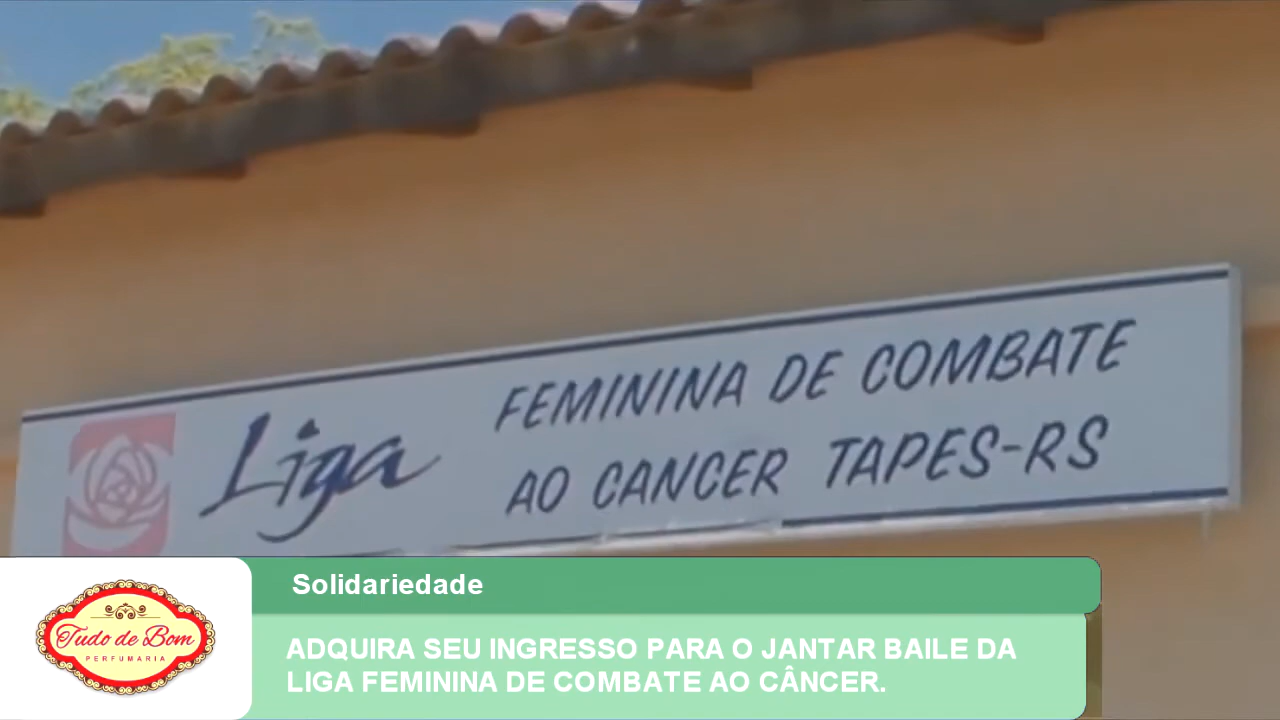 Liga
FEMININA DE COMBATE
AO CANCER TAPES-RS
Solidariedade
Tudo de Bom
PERFUMARIA
ADQUIRA SEU INGRESSO PARA O JANTAR BAILE DA
LIGA FEMININA DE COMBATE AO CÂNCER.